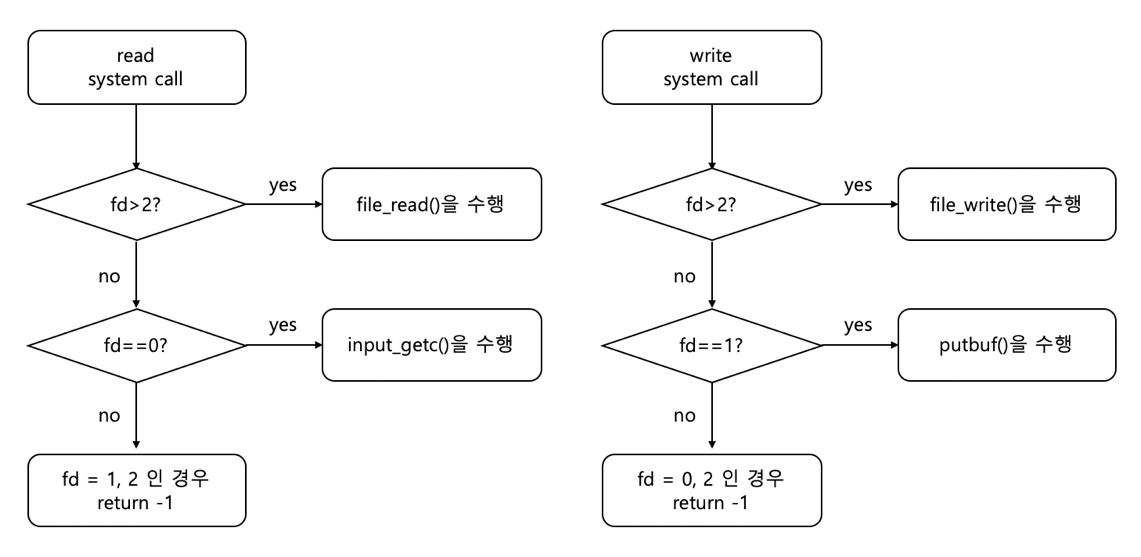 read
system call
fd>2?
yes
file_read()을 수행
no
fd==0?
yes
input_getc()을 수행
no
fd = 1, 2 인 경우
return -1
write
system call
fd>2?
yes
file_write()을 수행
no
fd==1?
yes
putbuf()을 수행
no
fd = 0, 2 인 경우
return -1